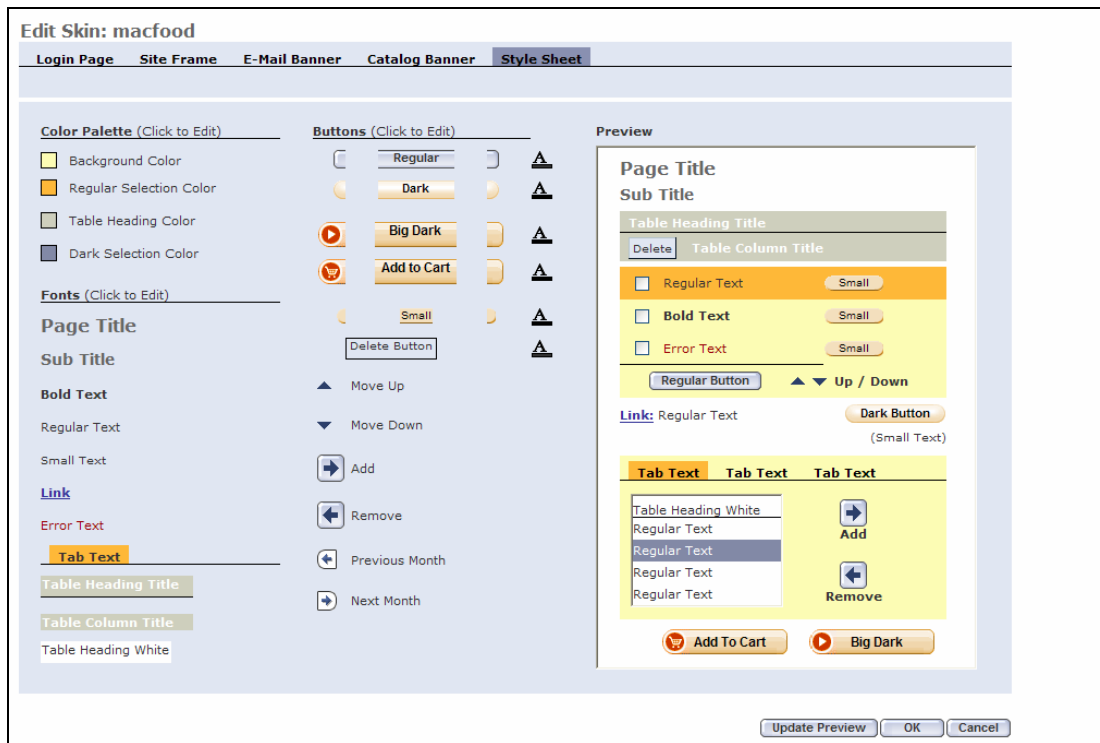 Edit Skin: macfood
Login Page Site Frame E-Mail Banner Catalog Banner Style Sheet
Color Palette (Click to Edit)
Background Color
Regular Selection Color
Table Heading Color
Dark Selection Color
Fonts (Click to Edit)
Page Title
Sub Title
Bold Text
Regular Text
Small Text
Link
Error Text
Tab Text
Table Heading Title
Table Column Title
Table Heading White
Buttons (Click to Edit)
Regular A
Dark A
Big Dark A
Add to Cart A
Small A
Delete Button A
Move Up
Move Down
Add
Remove
Previous Month
Next Month
Preview
Page Title
Sub Title
Table Heading Title
Delete Table Column Title
Regular Text Small
Bold Text Small
Error Text Small
Regular Button Up / Down
Link: Regular Text Dark Button
(Small Text)
Tab Text Tab Text Tab Text
Table Heading White
Regular Text
Regular Text
Regular Text
Regular Text
Add
Remove
Add To Cart Big Dark
Update Preview OK Cancel